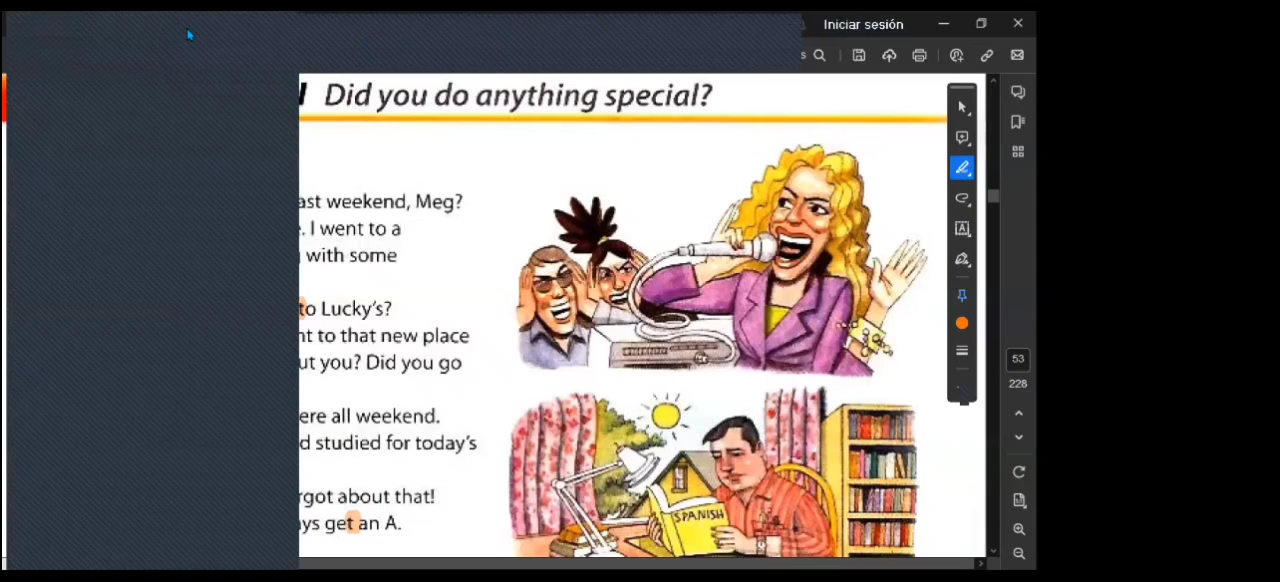 Iniciar sesión
s
Did you do anything special?
ast weekend, Meg?
. I went to a
with some
to Lucky's?
nt to that new place
ut you? Did you go
ere all weekend.
d studied for today's
rgot about that!
ays get an A.
SPANISH
53
228